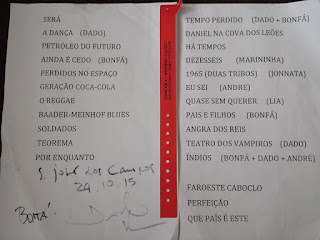 SERÁ
A DANÇA (DADO)
PETRÓLEO DO FUTURO
AINDA É CEDO (BONFÁ)
PERDIDOS NO ESPAÇO
GERAÇÃO COCA-COLA
O REGGAE
BAADER-MEINHOF BLUES
SOLDADOS
TEOREMA
POR ENQUANTO
S. José dos Campos
24.10.15
TEMPO PERDIDO (DADO + BONFÁ)
DANIEL NA COVA DOS LEÕES
HÁ TEMPOS
DEZESSEIS (MARININHA)
1965 (DUAS TRIBOS) (JONNATA)
EU SEI (ANDRE)
QUASE SEM QUERER (LIA)
PAIS E FILHOS (BONFÁ)
ANGRA DOS REIS
TEATRO DOS VAMPIROS (DADO)
ÍNDIOS (BONFÁ + DADO + ANDRÉ)
FAROESTE CABOCLO
PERFEIÇÃO
QUE PAÍS É ESTE